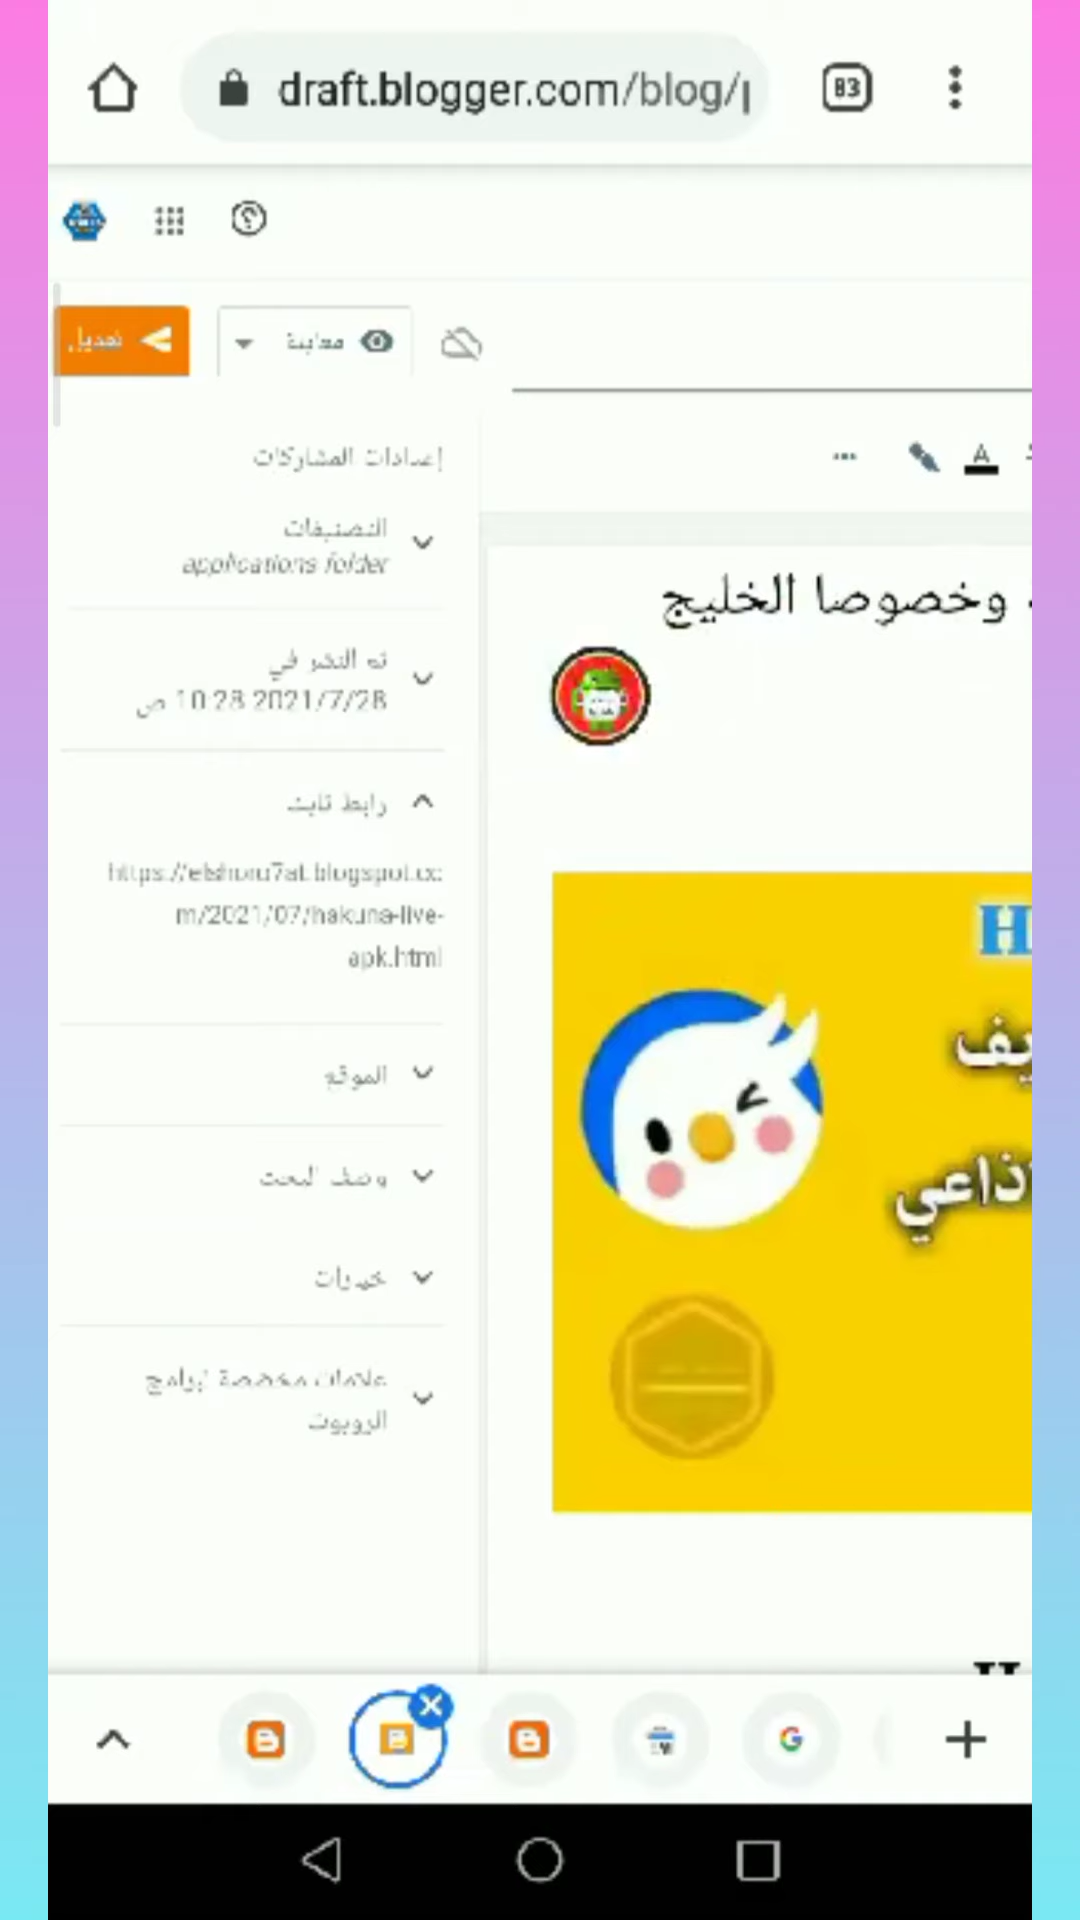 draft.blogger.com/blog/p
83
تعديل
معاينة
إعدادات المشاركات
التصنيفات
applications folder
تم النشر في
2021/7/28 10:28 ص
رابط ثابت
https://elshoru7at.blogspot.co
m/2021/07/hakuna-live-
apk.html
الموقع
وصف البحث
خيارات
علامات مخصصة لبرامج
الروبوت
A
وخصوصا الخليج
H
يف
ذاعي